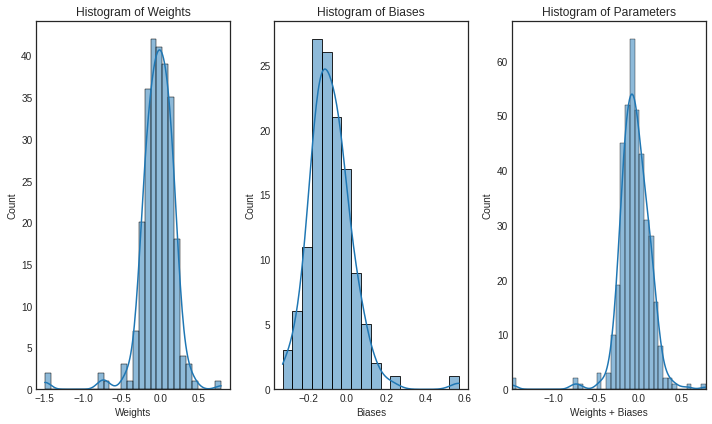 Histogram of Weights
Histogram of Biases
Histogram of Parameters
Count
40
35
30
25
20
15
10
5
0
−1.5 −1.0 −0.5 0.0 0.5
Weights
Count
25
20
15
10
5
0
−0.2 0.0 0.2 0.4 0.6
Biases
Count
60
50
40
30
20
10
0
−1.0 −0.5 0.0 0.5
Weights + Biases